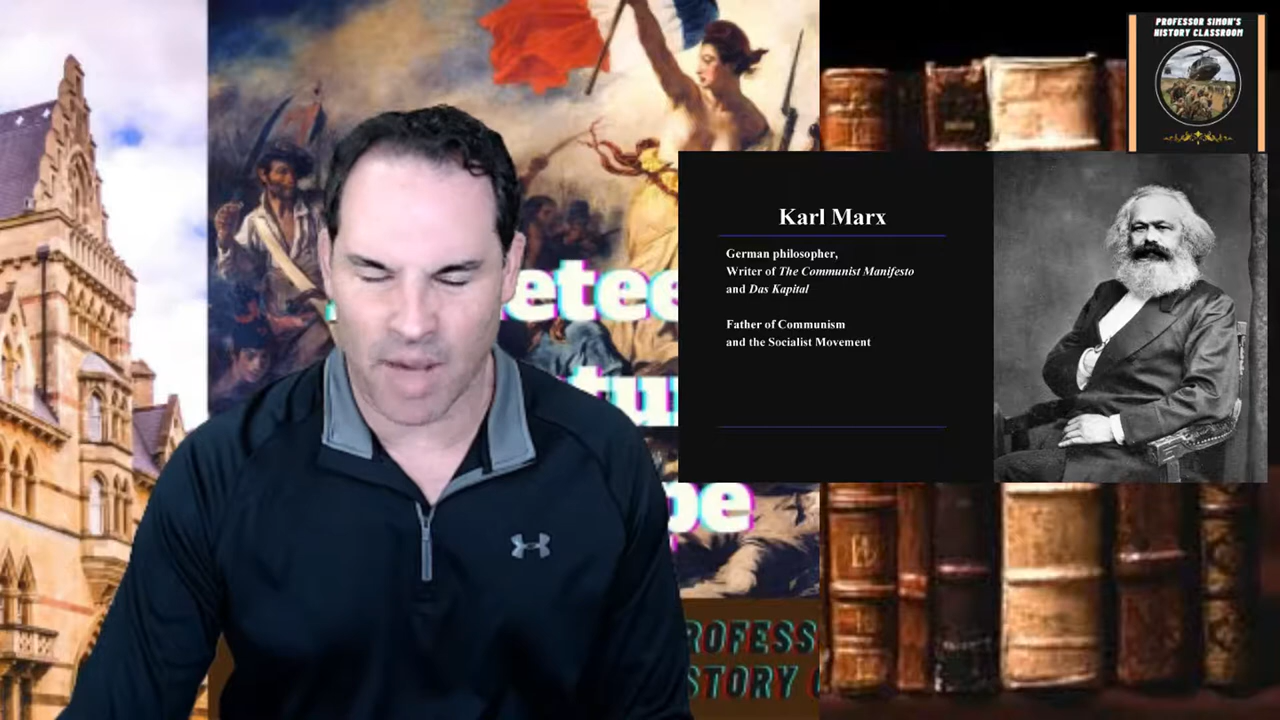 PROFESSOR SIMON'S
HISTORY CLASSROOM
Karl Marx
German philosopher,
Writer of The Communist Manifesto
and Das Kapital
Father of Communism
and the Socialist Movement